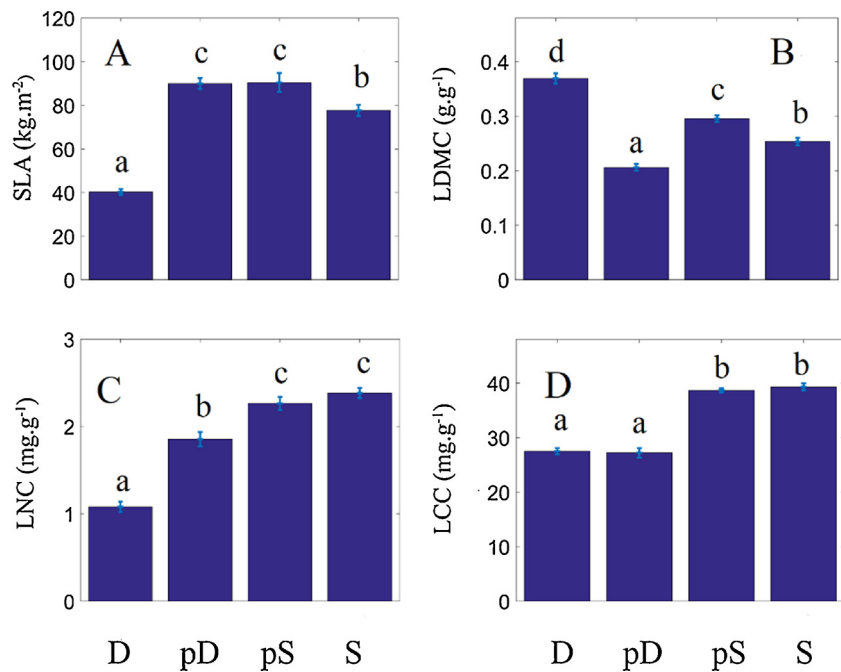 A
SLA (kg.m⁻²)
120
100
80
60
40
20
0
a
c
c
b
B
LDMC (g.g⁻¹)
0.4
0.3
0.2
0.1
0
d
a
c
b
C
LNC (mg.g⁻¹)
3
2
1
0
a
b
c
c
D pD pS S
D
LCC (mg.g⁻¹)
40
30
20
10
0
a
a
b
b
D pD pS S